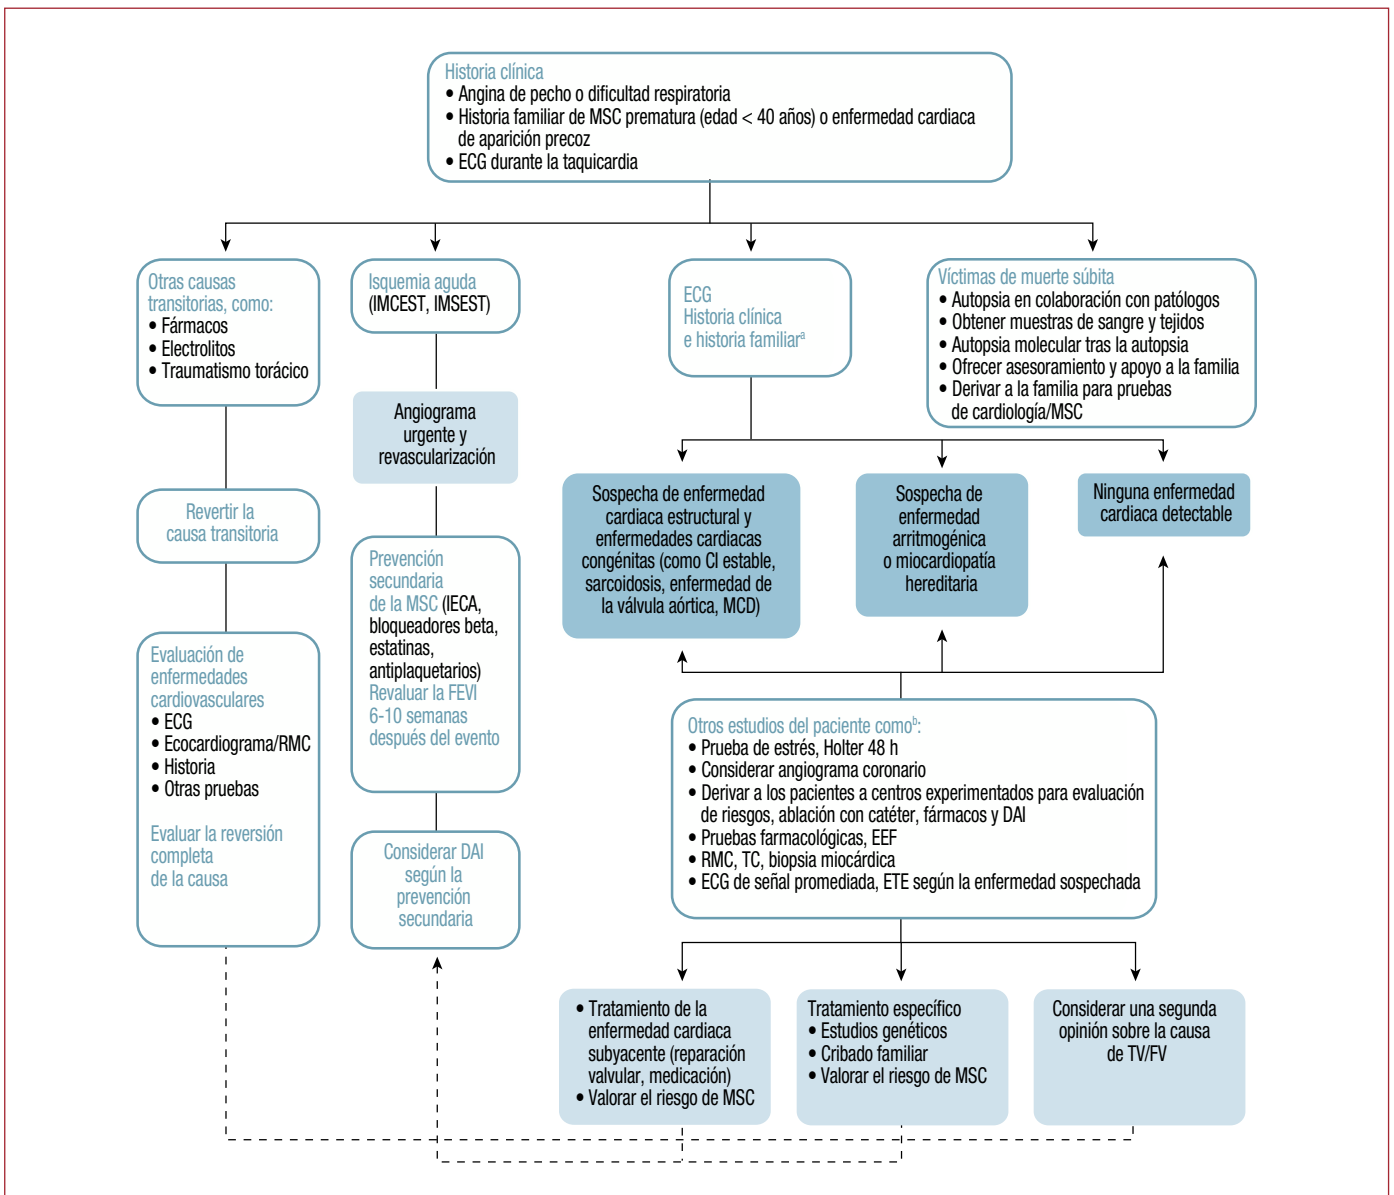 Historia clínica
• Angina de pecho o dificultad respiratoria
• Historia familiar de MSC prematura (edad < 40 años) o enfermedad cardiaca
de aparición precoz
• ECG durante la taquicardia
Otras causas
transitorias, como:
• Fármacos
• Electrolitos
• Traumatismo torácico
Isquemia aguda
(IMCEST, IMSEST)
ECG
Historia clínica
e historia familiarᵃ
Víctimas de muerte súbita
• Autopsia en colaboración con patólogos
• Obtener muestras de sangre y tejidos
• Autopsia molecular tras la autopsia
• Ofrecer asesoramiento y apoyo a la familia
• Derivar a la familia para pruebas
de cardiología/MSC
Angiograma
urgente y
revascularización
Revertir la
causa transitoria
Sospecha de enfermedad
cardiaca estructural y
enfermedades cardiacas
congénitas (como CI estable,
sarcoidosis, enfermedad de
la válvula aórtica, MCD)
Sospecha de
enfermedad
arritmogénica
o miocardiopatía
hereditaria
Ninguna enfermedad
cardiaca detectable
Prevención
secundaria
de la MSC (IECA,
bloqueadores beta,
estatinas,
antiplaquetarios)
Revaluar la FEVI
6-10 semanas
después del evento
Evaluación de
enfermedades
cardiovasculares
• ECG
• Ecocardiograma/RMC
• Historia
• Otras pruebas
Evaluar la reversión
completa
de la causa
Considerar DAI
según la
prevención
secundaria
Otros estudios del paciente comoᵇ:
• Prueba de estrés, Holter 48 h
• Considerar angiograma coronario
• Derivar a los pacientes a centros experimentados para evaluación
de riesgos, ablación con catéter, fármacos y DAI
• Pruebas farmacológicas, EEF
• RMC, TC, biopsia miocárdica
• ECG de señal promediada, ETE según la enfermedad sospechada
• Tratamiento de la
enfermedad cardiaca
subyacente (reparación
valvular, medicación)
• Valorar el riesgo de MSC
Tratamiento específico
• Estudios genéticos
• Cribado familiar
• Valorar el riesgo de MSC
Considerar una segunda
opinión sobre la causa
de TV/FV